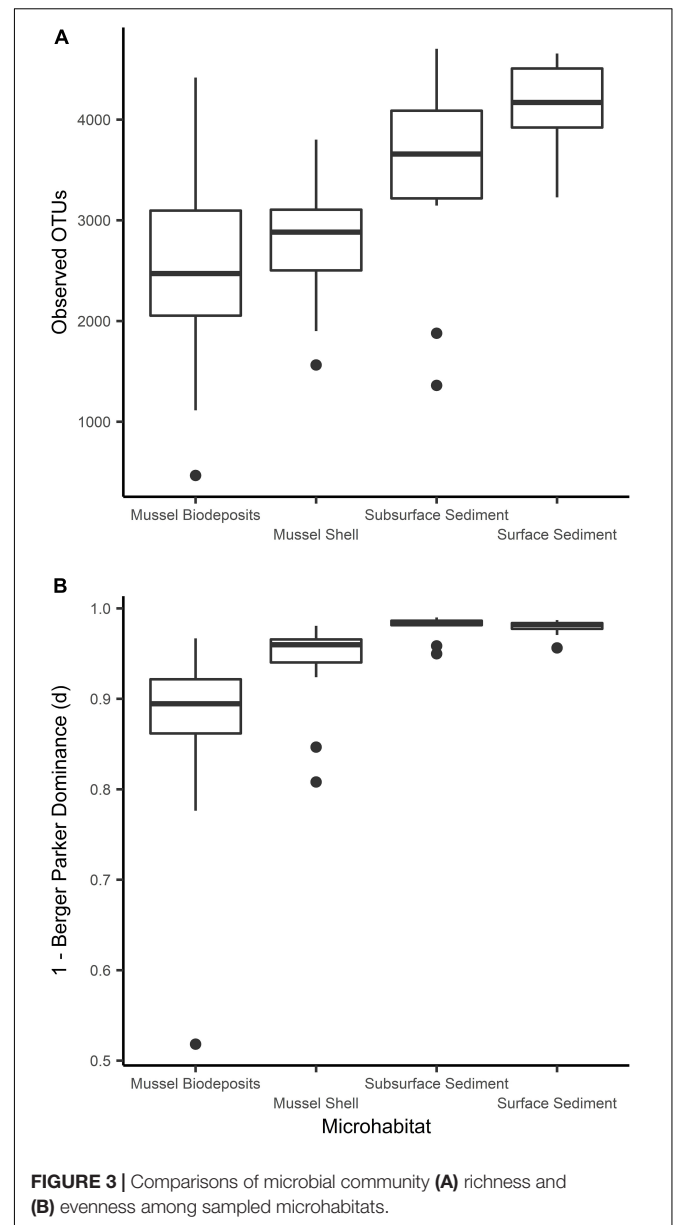 A
Observed OTUs
4000
3000
2000
1000
Mussel Biodeposits
Mussel Shell
Subsurface Sediment
Surface Sediment
B
1 - Berger Parker Dominance (d)
1.0
0.9
0.8
0.7
0.6
0.5
Mussel Biodeposits
Mussel Shell
Subsurface Sediment
Surface Sediment
Microhabitat
FIGURE 3 | Comparisons of microbial community (A) richness and
(B) evenness among sampled microhabitats.